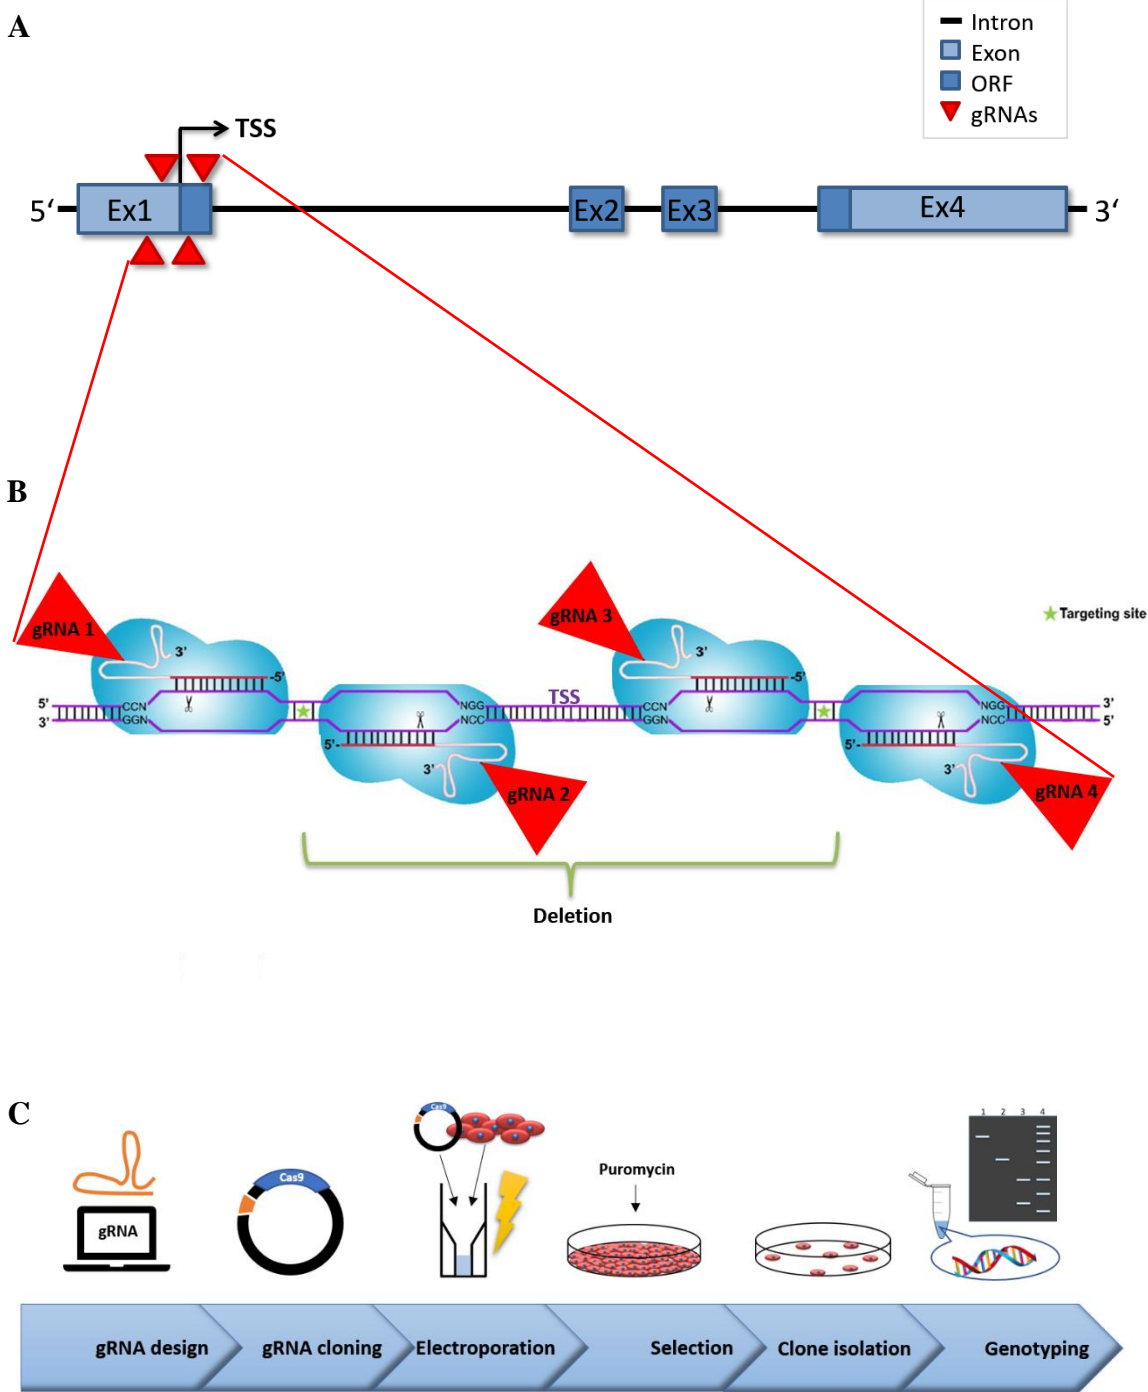 A
Intron
Exon
ORF
gRNAs
TSS
5‘
Ex1
Ex2
Ex3
Ex4
3‘
B
gRNA 1
gRNA 3
Targeting site
3’
3’
-5’
-5’
5’
3’
CCN
GGN
NGG
NCC
TSS
CCN
GGN
NGG
NCC
3’
5’
5’-
5’-
3’
3’
gRNA 2
gRNA 4
Deletion
C
Cas9
1 2 3 4
Puromycin
Cas9
gRNA
gRNA design
gRNA cloning
Electroporation
Selection
Clone isolation
Genotyping